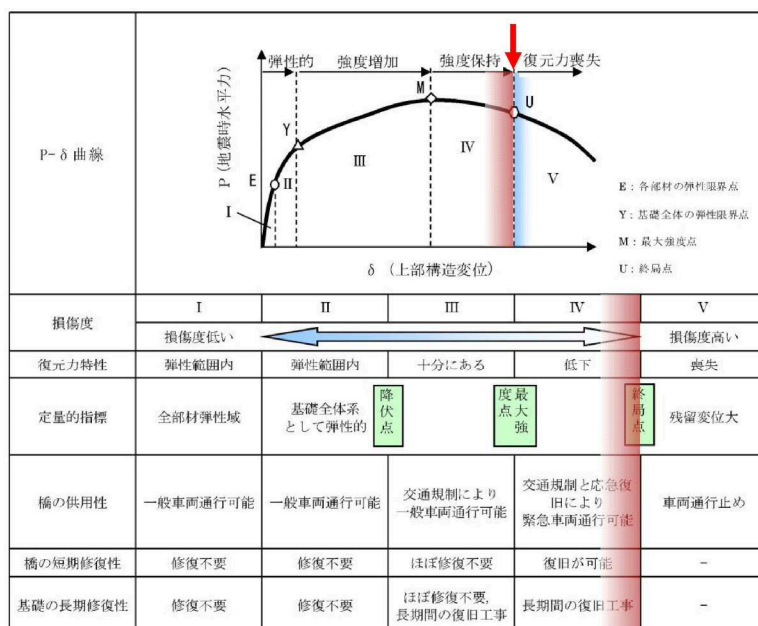 P-δ曲線
弾性的
強度増加
強度保持
復元力喪失
P(地震時水平力)
E
Y
M
U
I
II
III
IV
V
δ (上部構造変位)
E：各部材の弾性限界点
Y：基礎全体の弾性限界点
M：最大強度点
U：終局点
損傷度
I
II
III
IV
V
損傷度低い
損傷度高い
復元力特性
弾性範囲内
弾性範囲内
十分にある
低下
喪失
定量的指標
全部材弾性域
基礎全体系
として弾性的
降伏点
最大強
度点
終局点
残留変位大
橋の供用性
一般車両通行可能
一般車両通行可能
交通規制により
一般車両通行可能
交通規制と応急復
旧により
緊急車両通行可能
車両通行止め
橋の短期修復性
修復不要
修復不要
ほぼ修復不要
復旧が可能
－
基礎の長期修復性
修復不要
修復不要
ほぼ修復不要,
長期間の復旧工事
長期間の復旧工事
－